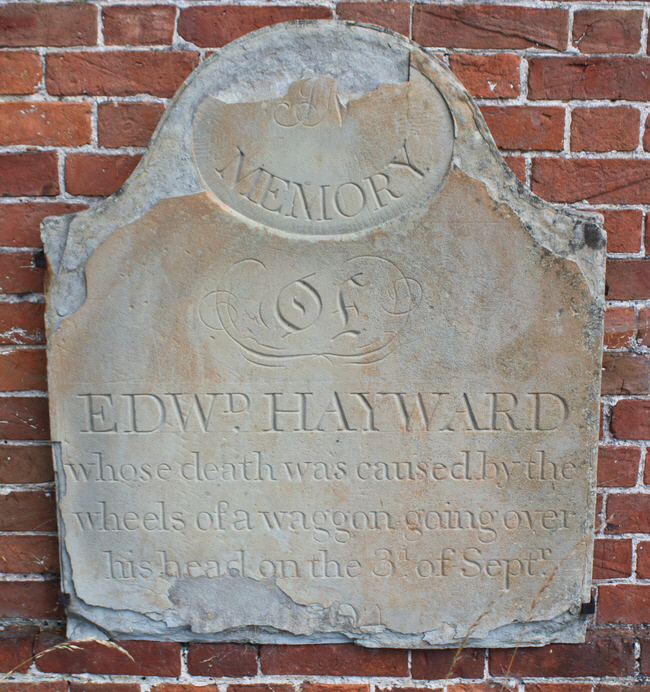 IN
MEMORY
OF
EDWD. HAYWARD
whose death was caused by the
wheels of a waggon going over
his head on the 3d of Septr.